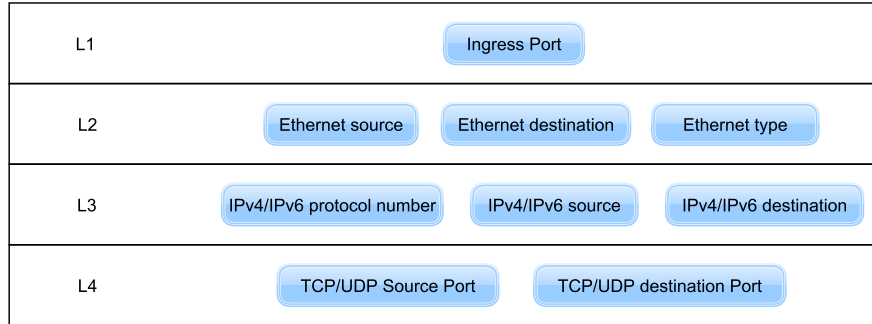 L1 Ingress Port
L2 Ethernet source Ethernet destination Ethernet type
L3 IPv4/IPv6 protocol number IPv4/IPv6 source IPv4/IPv6 destination
L4 TCP/UDP Source Port TCP/UDP destination Port